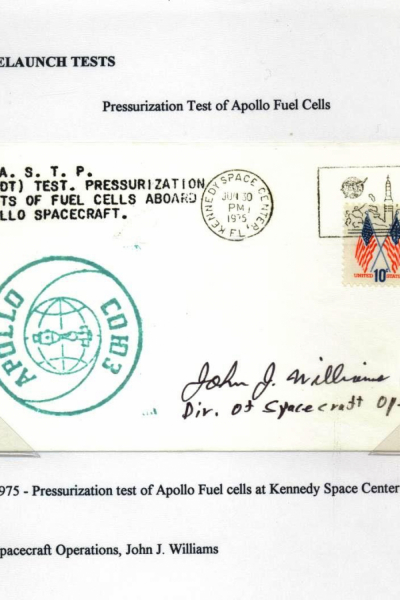 ELAUNCH TESTS
Pressurization Test of Apollo Fuel Cells
A. S. T. P.
DT) TEST. PRESSURIZATION
TS OF FUEL CELLS ABOARD
LLO SPACECRAFT.
KENNEDY SPACE CENTER, FL,
JUN 30
PM
1975
UNITED STATES
10c
APOLLO СОЮЗ
John J. Williams
Dir. of Spacecraft Op
975 - Pressurization test of Apollo Fuel cells at Kennedy Space Center
pacecraft Operations, John J. Williams